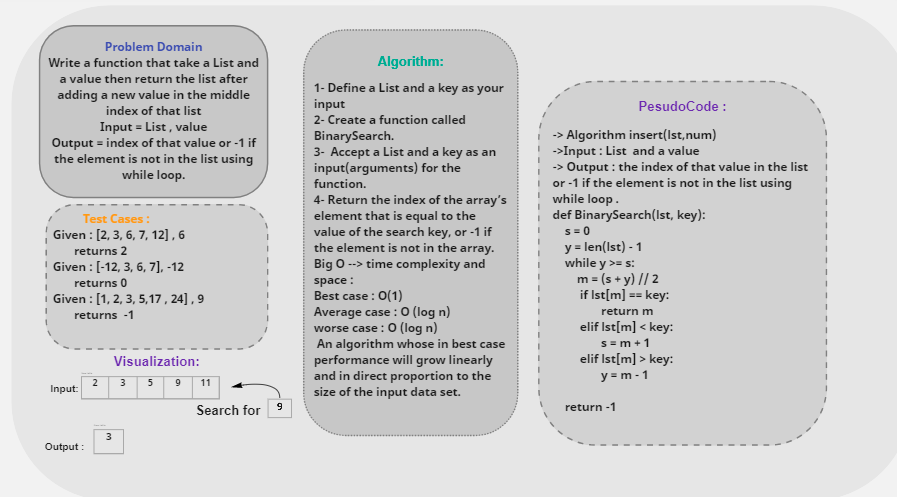 Problem Domain
Write a function that take a List and
a value then return the list after
adding a new value in the middle
index of that list
Input = List , value
Output = index of that value or -1 if
the element is not in the list using
while loop.
Test Cases :
Given : [2, 3, 6, 7, 12] , 6
returns 2
Given : [-12, 3, 6, 7], -12
returns 0
Given : [1, 2, 3, 5,17 , 24] , 9
returns -1
Visualization:
Input: 2 3 5 9 11
Search for 9
Output : 3
Algorithm:
1- Define a List and a key as your
input
2- Create a function called
BinarySearch.
3- Accept a List and a key as an
input(arguments) for the
function.
4- Return the index of the array's
element that is equal to the
value of the search key, or -1 if
the element is not in the array.
Big O --> time complexity and
space :
Best case : O(1)
Average case : O (log n)
worse case : O (log n)
An algorithm whose in best case
performance will grow linearly
and in direct proportion to the
size of the input data set.
PesudoCode :
-> Algorithm insert(lst,num)
->Input : List and a value
-> Output : the index of that value in the list
or -1 if the element is not in the list using
while loop .
def BinarySearch(lst, key):
s = 0
y = len(lst) - 1
while y >= s:
m = (s + y) // 2
if lst[m] == key:
return m
elif lst[m] < key:
s = m + 1
elif lst[m] > key:
y = m - 1
return -1